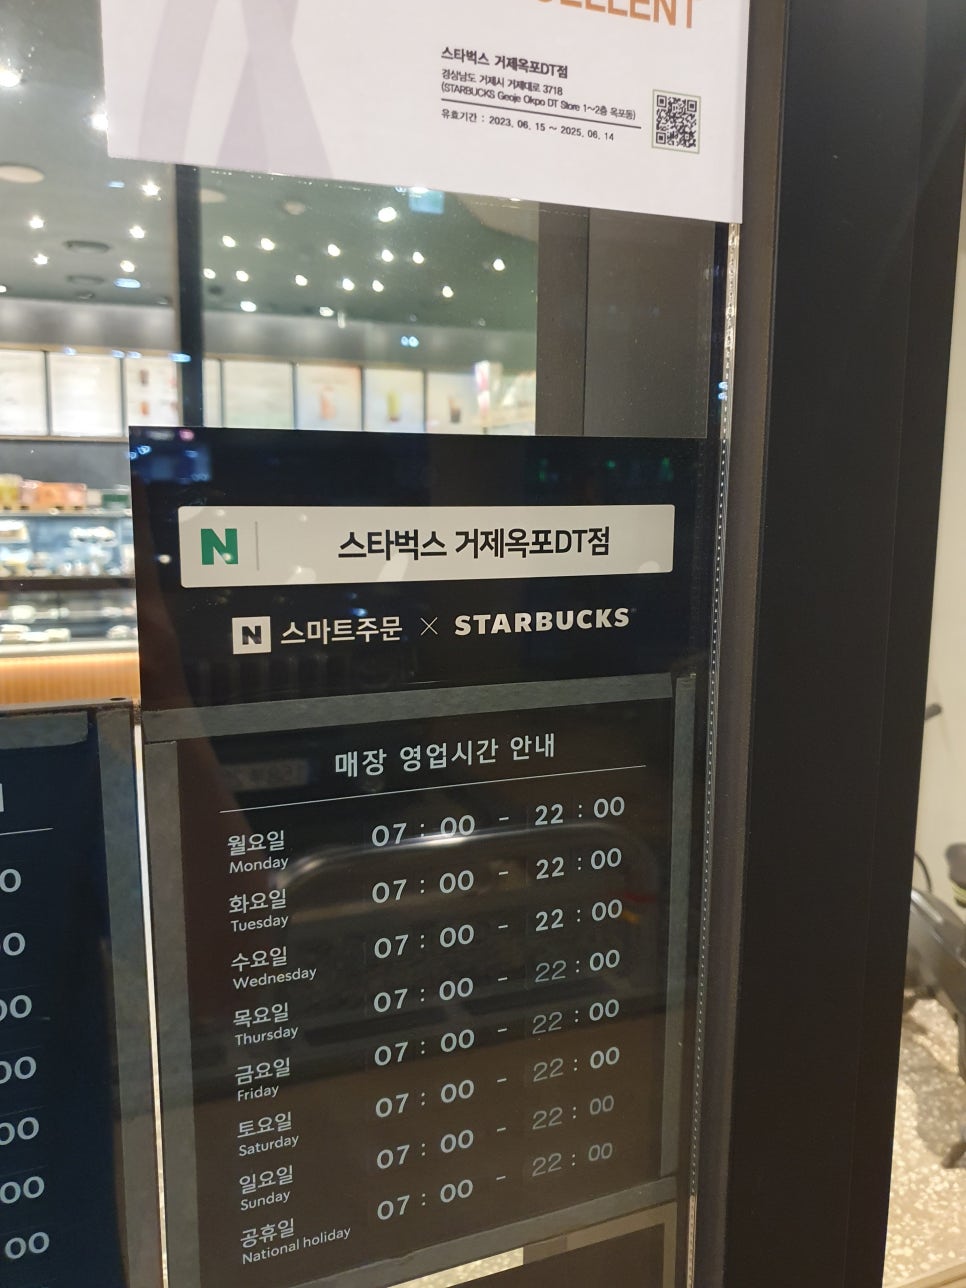 스타벅스 거제옥포DT점
경상남도 거제시 거제대로 3718
(STARBUCKS Geoje Okpo DT Store 1~2층 옥포동)
유효기간 : 2023. 06. 15 ~ 2025. 06. 14
N 스타벅스 거제옥포DT점
N 스마트주문 × STARBUCKS
매장 영업시간 안내
월요일 07 : 00 - 22 : 00
Monday
화요일 07 : 00 - 22 : 00
Tuesday
수요일 07 : 00 - 22 : 00
Wednesday
목요일 07 : 00 - 22 : 00
Thursday
금요일 07 : 00 - 22 : 00
Friday
토요일 07 : 00 - 22 : 00
Saturday
일요일 07 : 00 - 22 : 00
Sunday
공휴일 07 : 00 - 22 : 00
National holiday